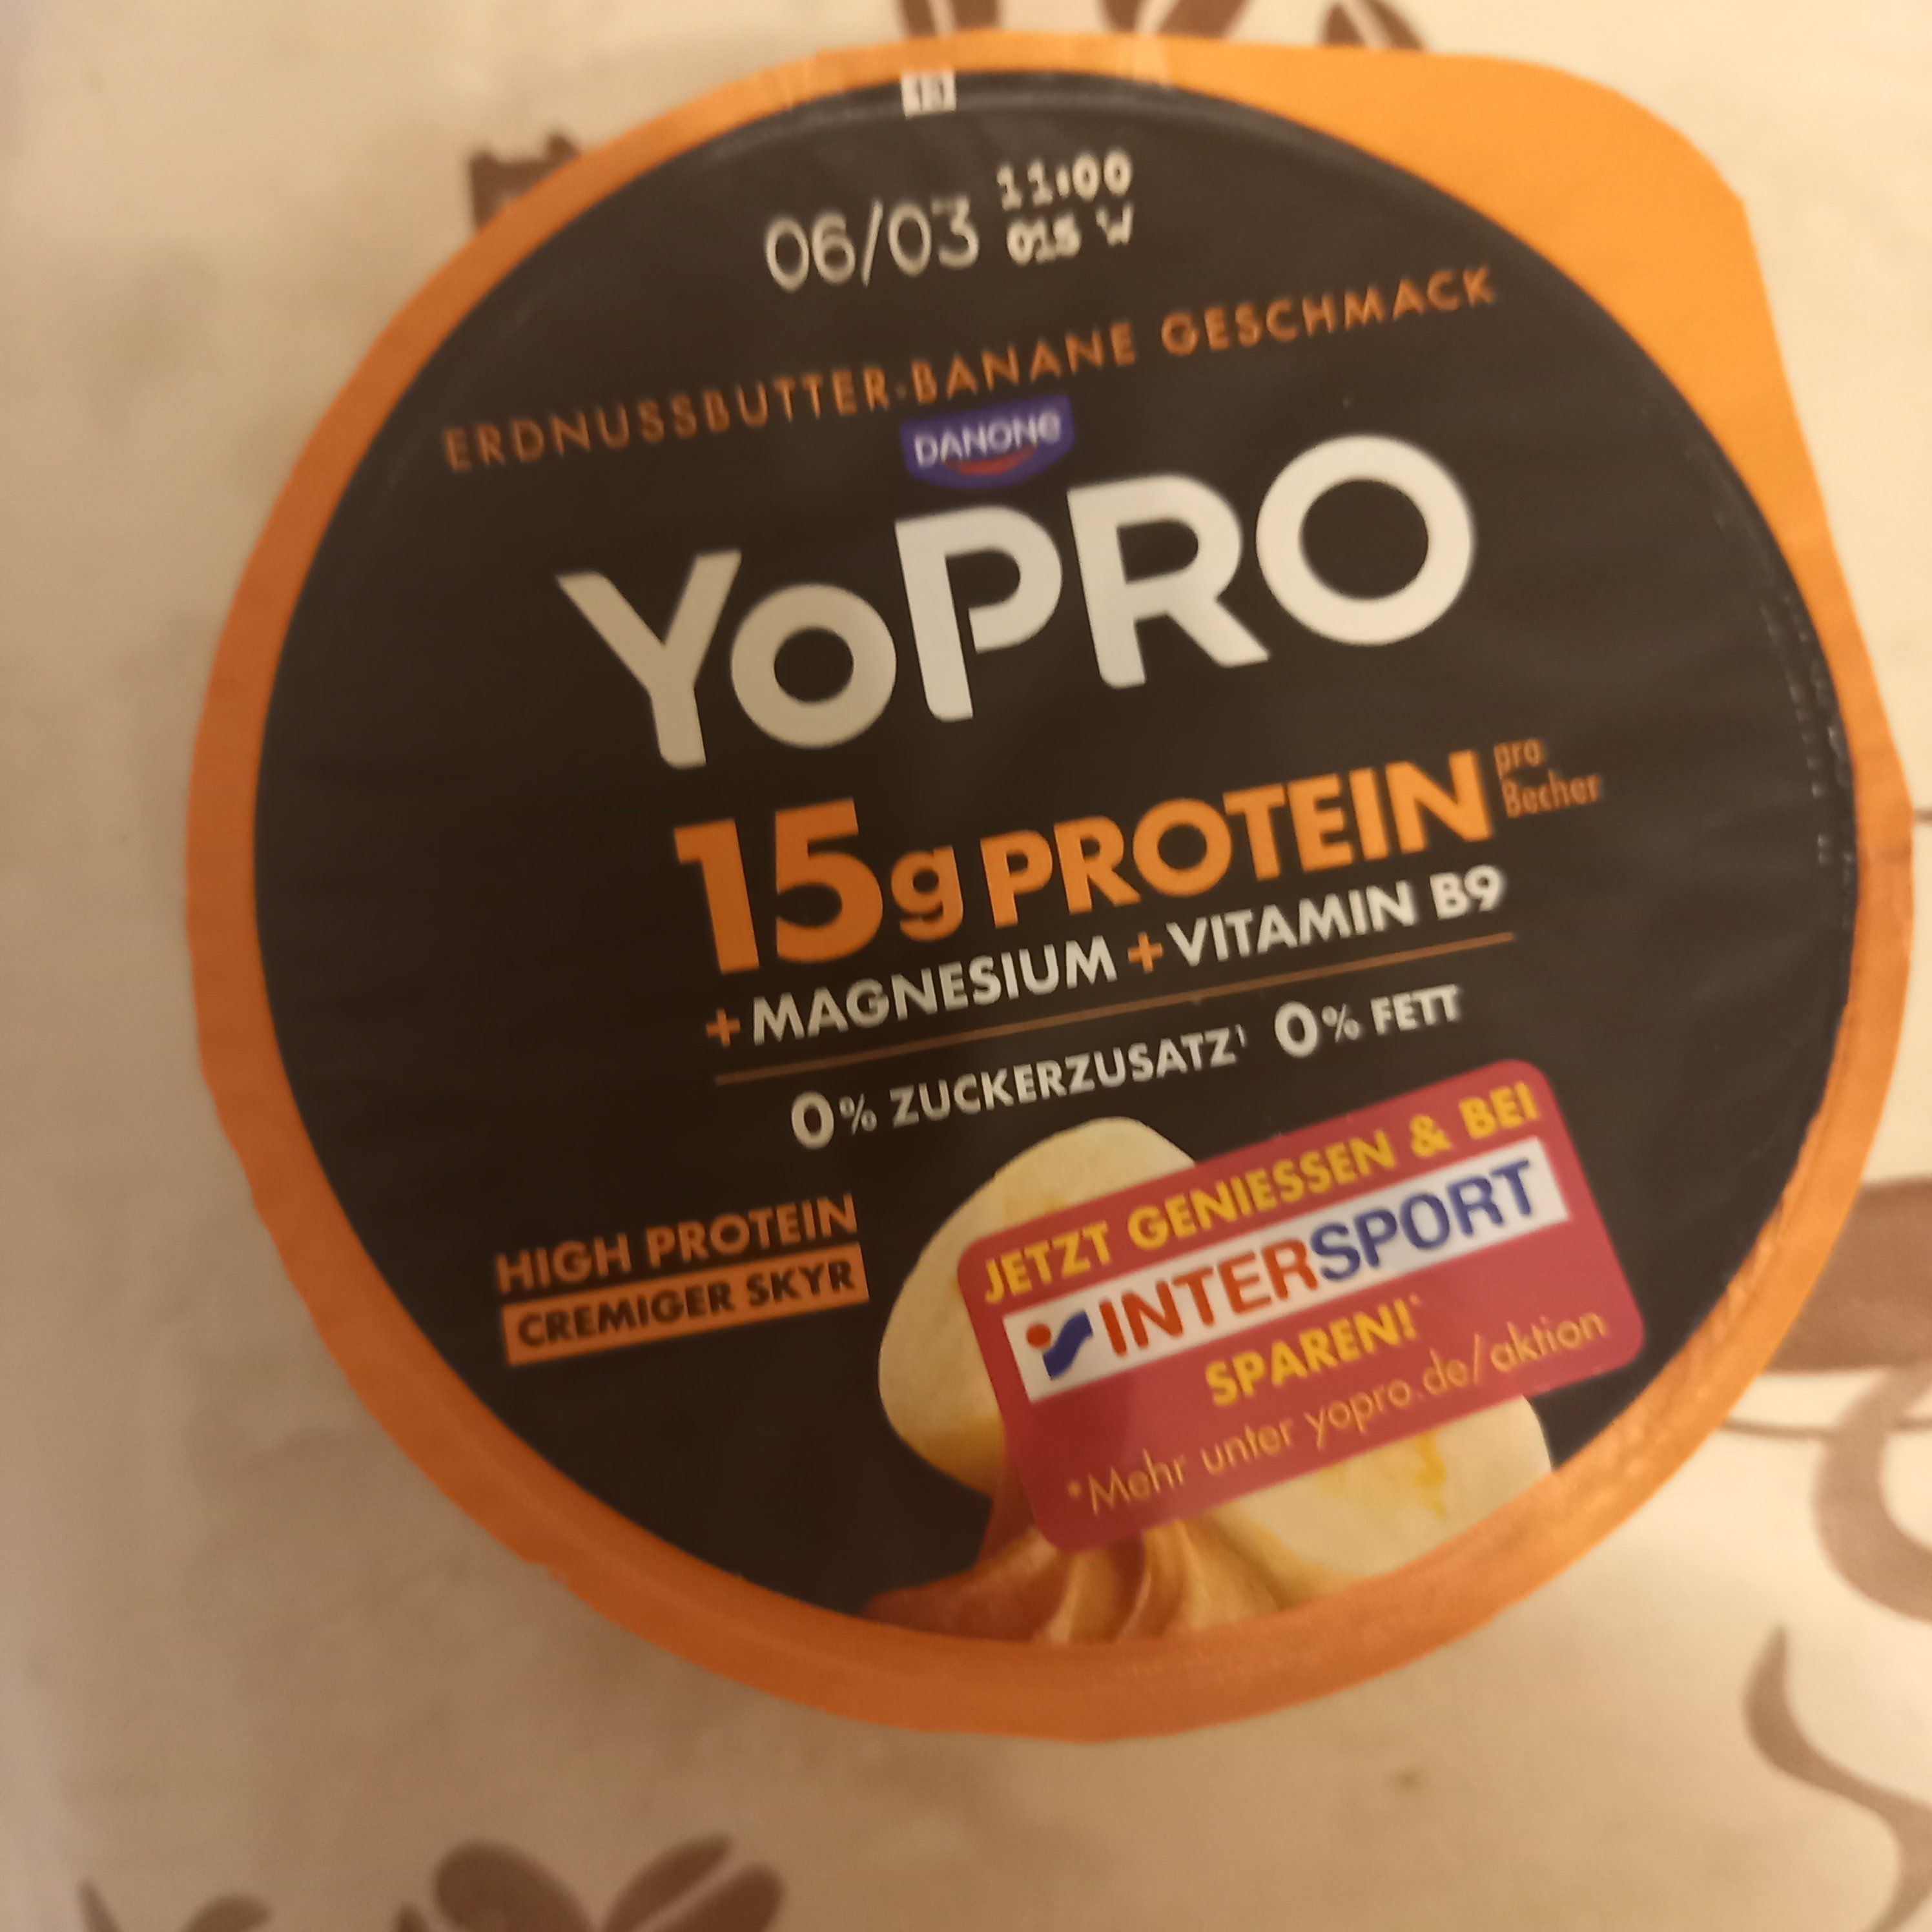 06/03 11:00
015 W
ERDNUSSBUTTER-BANANE GESCHMACK
DANONE
YoPRO
15g PROTEIN pro Becher
+ MAGNESIUM + VITAMIN B9
0% ZUCKERZUSATZ¹ 0% FETT
HIGH PROTEIN
CREMIGER SKYR
JETZT GENIESSEN & BEI
INTERSPORT
SPAREN!*
*Mehr unter yopro.de/aktion